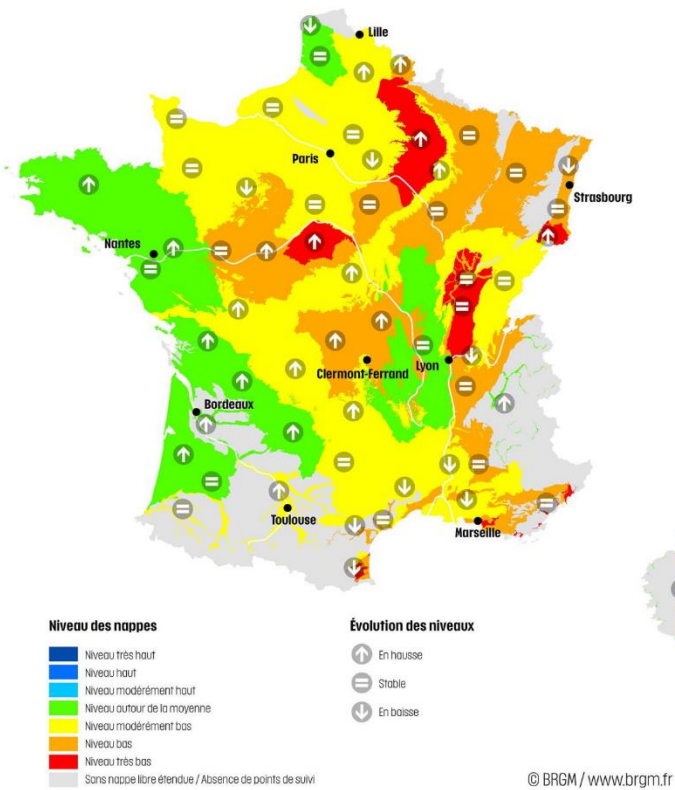 Lille
Paris
Strasbourg
Nantes
Clermont-Ferrand
Lyon
Bordeaux
Toulouse
Marseille
Niveau des nappes
Niveau très haut
Niveau haut
Niveau modérément haut
Niveau autour de la moyenne
Niveau modérément bas
Niveau bas
Niveau très bas
Sans nappe libre étendue / Absence de points de suivi
Évolution des niveaux
En hausse
Stable
En baisse
© BRGM / www.brgm.fr